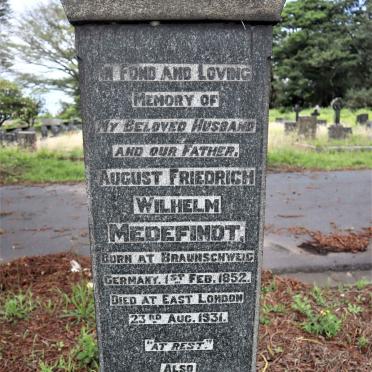 In Fond And Loving
Memory Of
My Beloved Husband
And Our Father,
August Friedrich
Wilhelm
Medefindt.
Born at Braunschweig
Germany. 1st Feb. 1852.
Died at East London
23rd Aug. 1931.
"At Rest."
Also